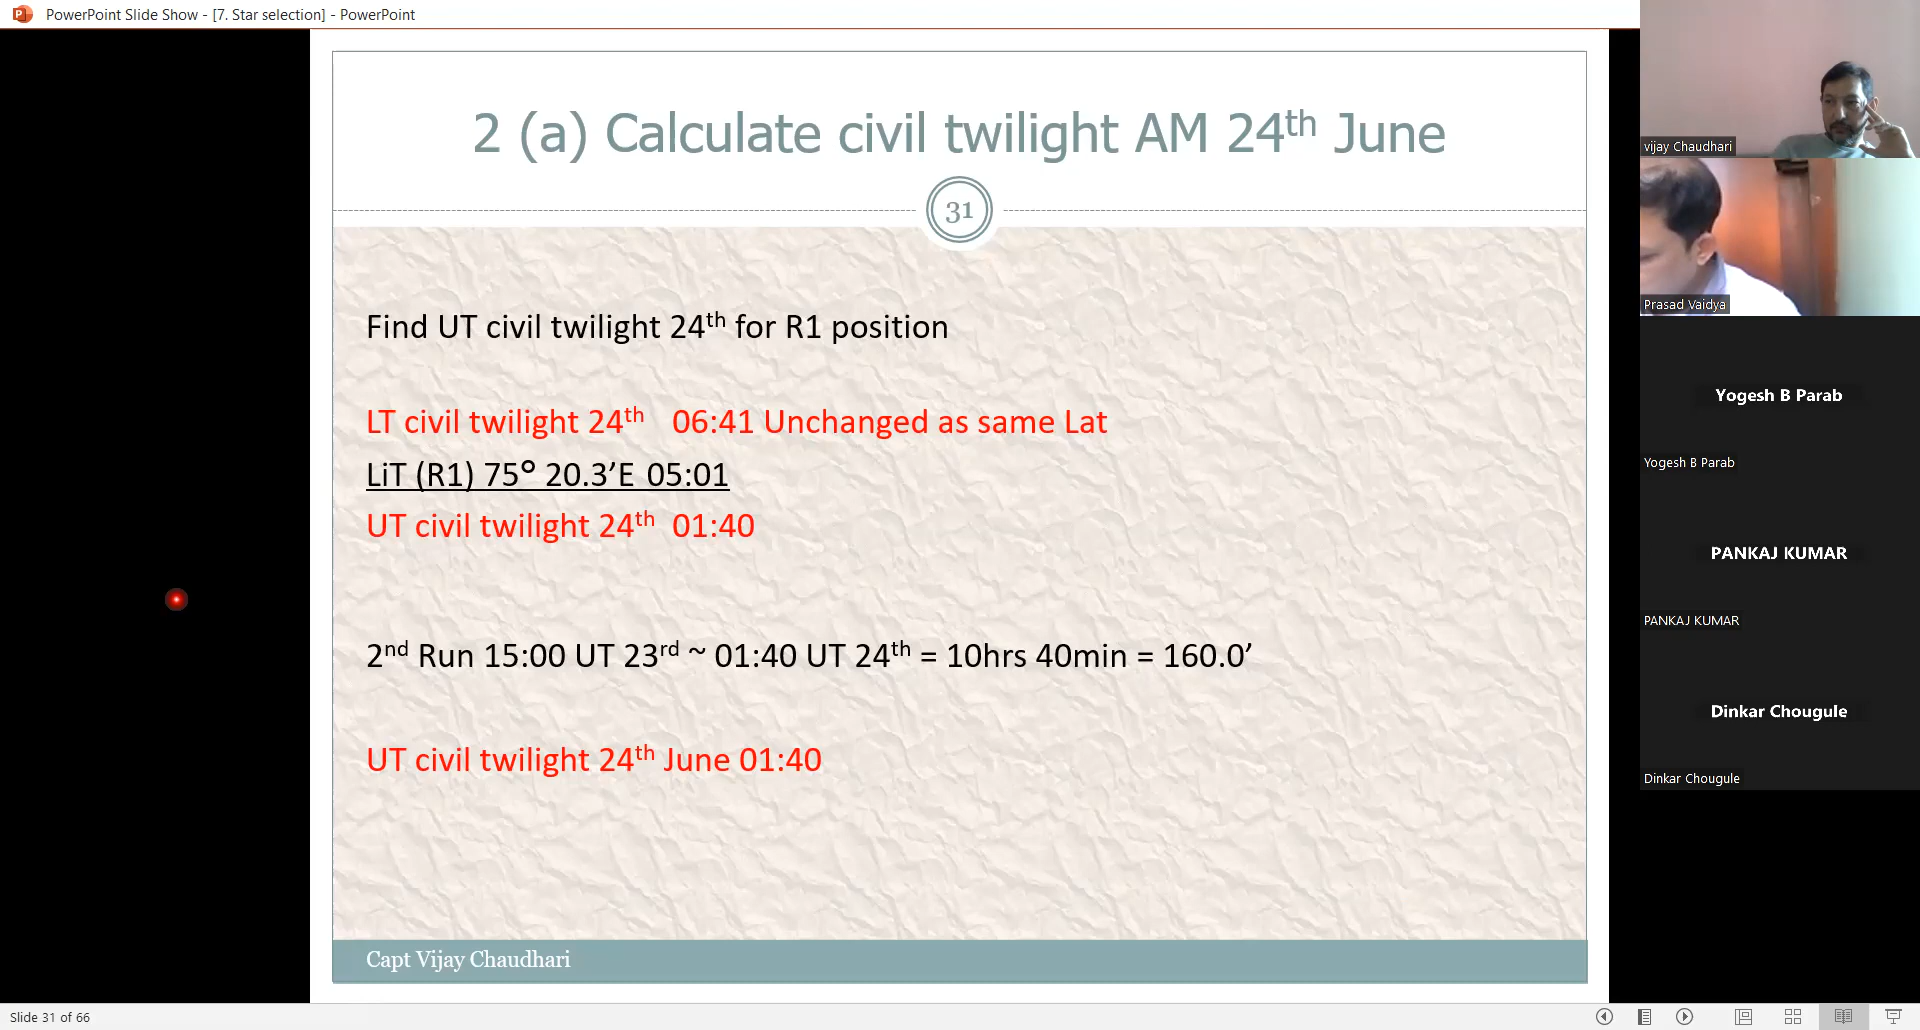 PowerPoint Slide Show - [7. Star selection] - PowerPoint
2 (a) Calculate civil twilight AM 24th June
31
Find UT civil twilight 24th for R1 position
LT civil twilight 24th 06:41 Unchanged as same Lat
LiT (R1) 75° 20.3’E 05:01
UT civil twilight 24th 01:40
2nd Run 15:00 UT 23rd ~ 01:40 UT 24th = 10hrs 40min = 160.0’
UT civil twilight 24th June 01:40
Capt Vijay Chaudhari
Slide 31 of 66
vijay Chaudhari
Prasad Vaidya
Yogesh B Parab
Yogesh B Parab
PANKAJ KUMAR
PANKAJ KUMAR
Dinkar Chougule
Dinkar Chougule